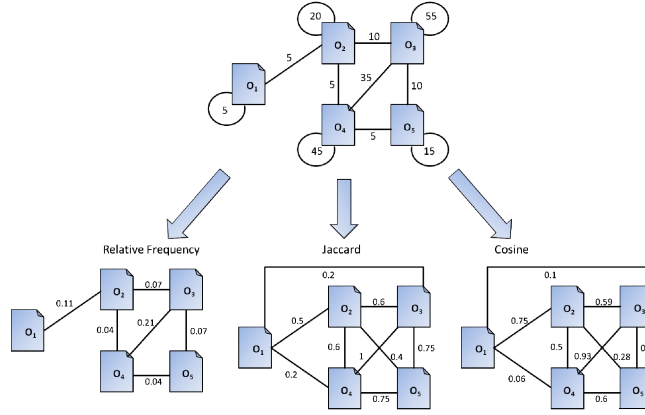 20
55
O₂
10
O₃
5
O₁
5
35
10
5
O₄
5
O₅
45
15
Relative Frequency
Jaccard
Cosine
O₂
0.07
O₃
0.11
O₁
0.04
0.21
0.07
O₄
0.04
O₅
0.2
O₂
0.6
O₃
0.5
O₁
0.6
1
0.4
0.75
0.2
O₄
0.75
O₅
0.1
O₂
0.59
O₃
0.75
O₁
0.5
0.93
0.28
0.06
O₄
0.6
O₅